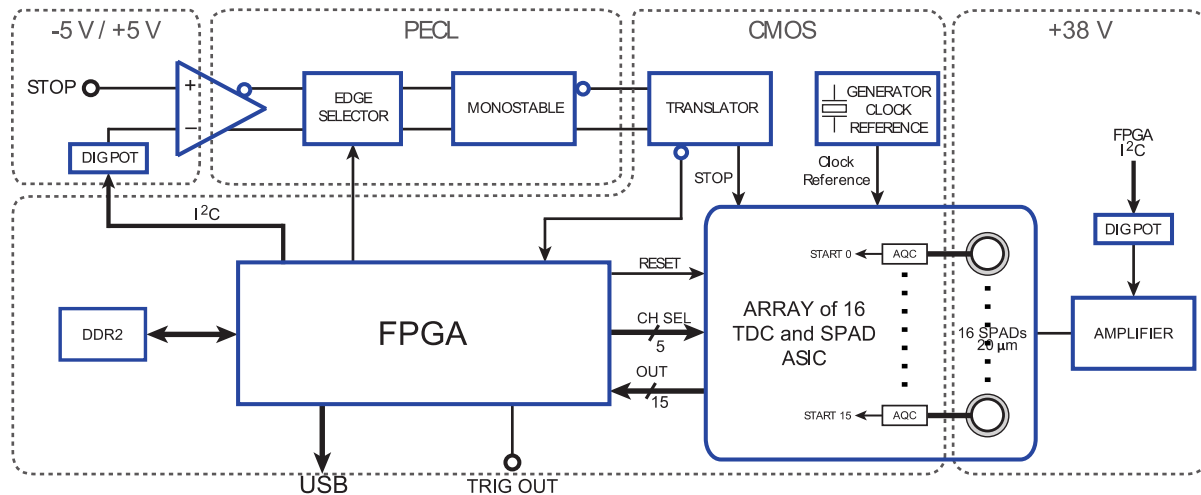 -5 V / +5 V
PECL
CMOS
+38 V
STOP
+
−
EDGE
SELECTOR
MONOSTABLE
TRANSLATOR
GENERATOR
CLOCK
REFERENCE
DIGPOT
FPGA
I²C
STOP
Clock
Reference
I²C
DIGPOT
START 0
AQC
RESET
DDR2
FPGA
CH SEL
5
OUT
15
ARRAY of 16
TDC and SPAD
ASIC
16 SPADs
20 μm
AMPLIFIER
START 15
AQC
USB
TRIG OUT